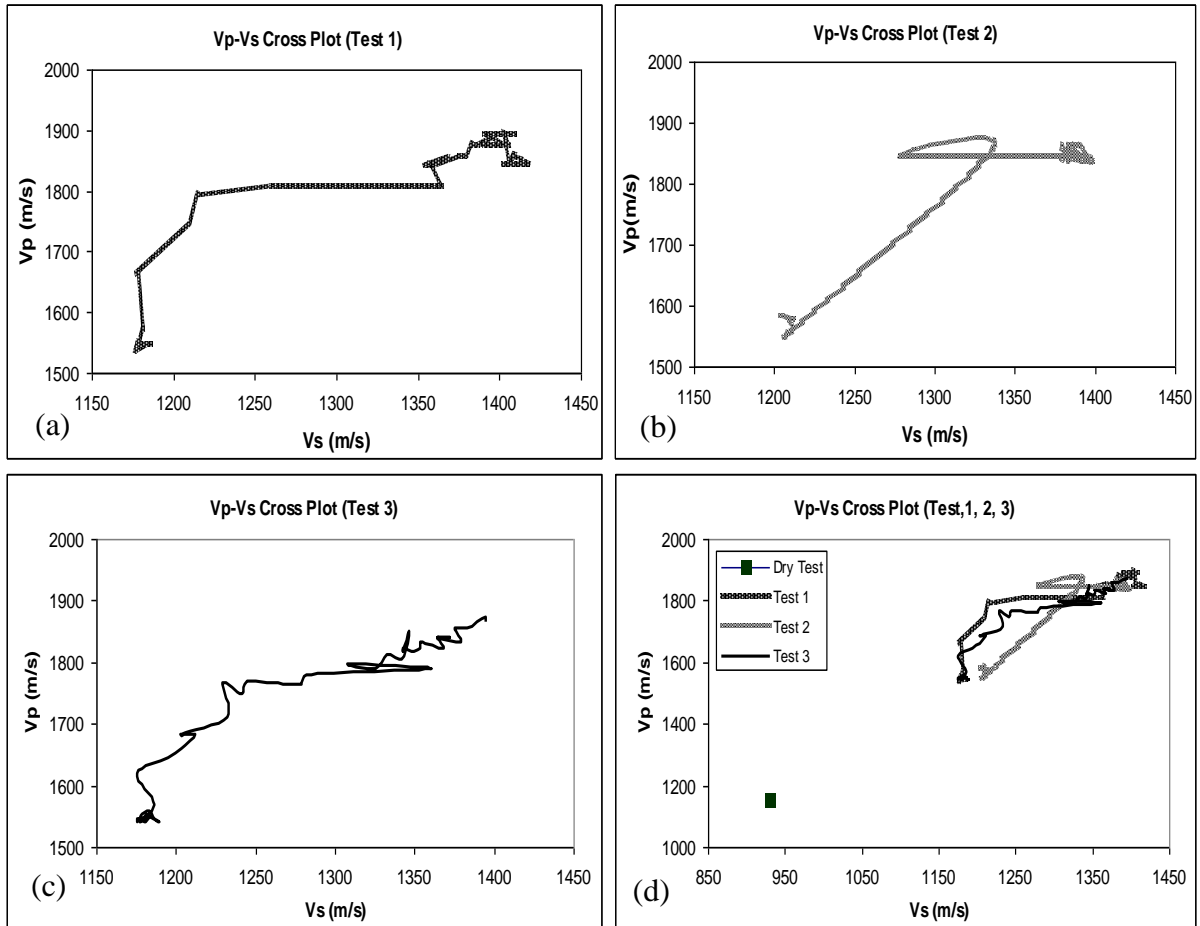 Vp-Vs Cross Plot (Test 1)
2000
1900
1800
1700
1600
1500
1150 1200 1250 1300 1350 1400 1450
Vp (m/s)
Vs (m/s)
(a)
Vp-Vs Cross Plot (Test 2)
2000
1900
1800
1700
1600
1500
1150 1200 1250 1300 1350 1400 1450
Vp(m/s)
Vs (m/s)
(b)
Vp-Vs Cross Plot (Test 3)
2000
1900
1800
1700
1600
1500
1150 1200 1250 1300 1350 1400 1450
Vp (m/s)
Vs (m/s)
(c)
Vp-Vs Cross Plot (Test,1, 2, 3)
2000
1800
1600
1400
1200
1000
850 950 1050 1150 1250 1350 1450
Dry Test
Test 1
Test 2
Test 3
Vp (m/s)
Vs (m/s)
(d)